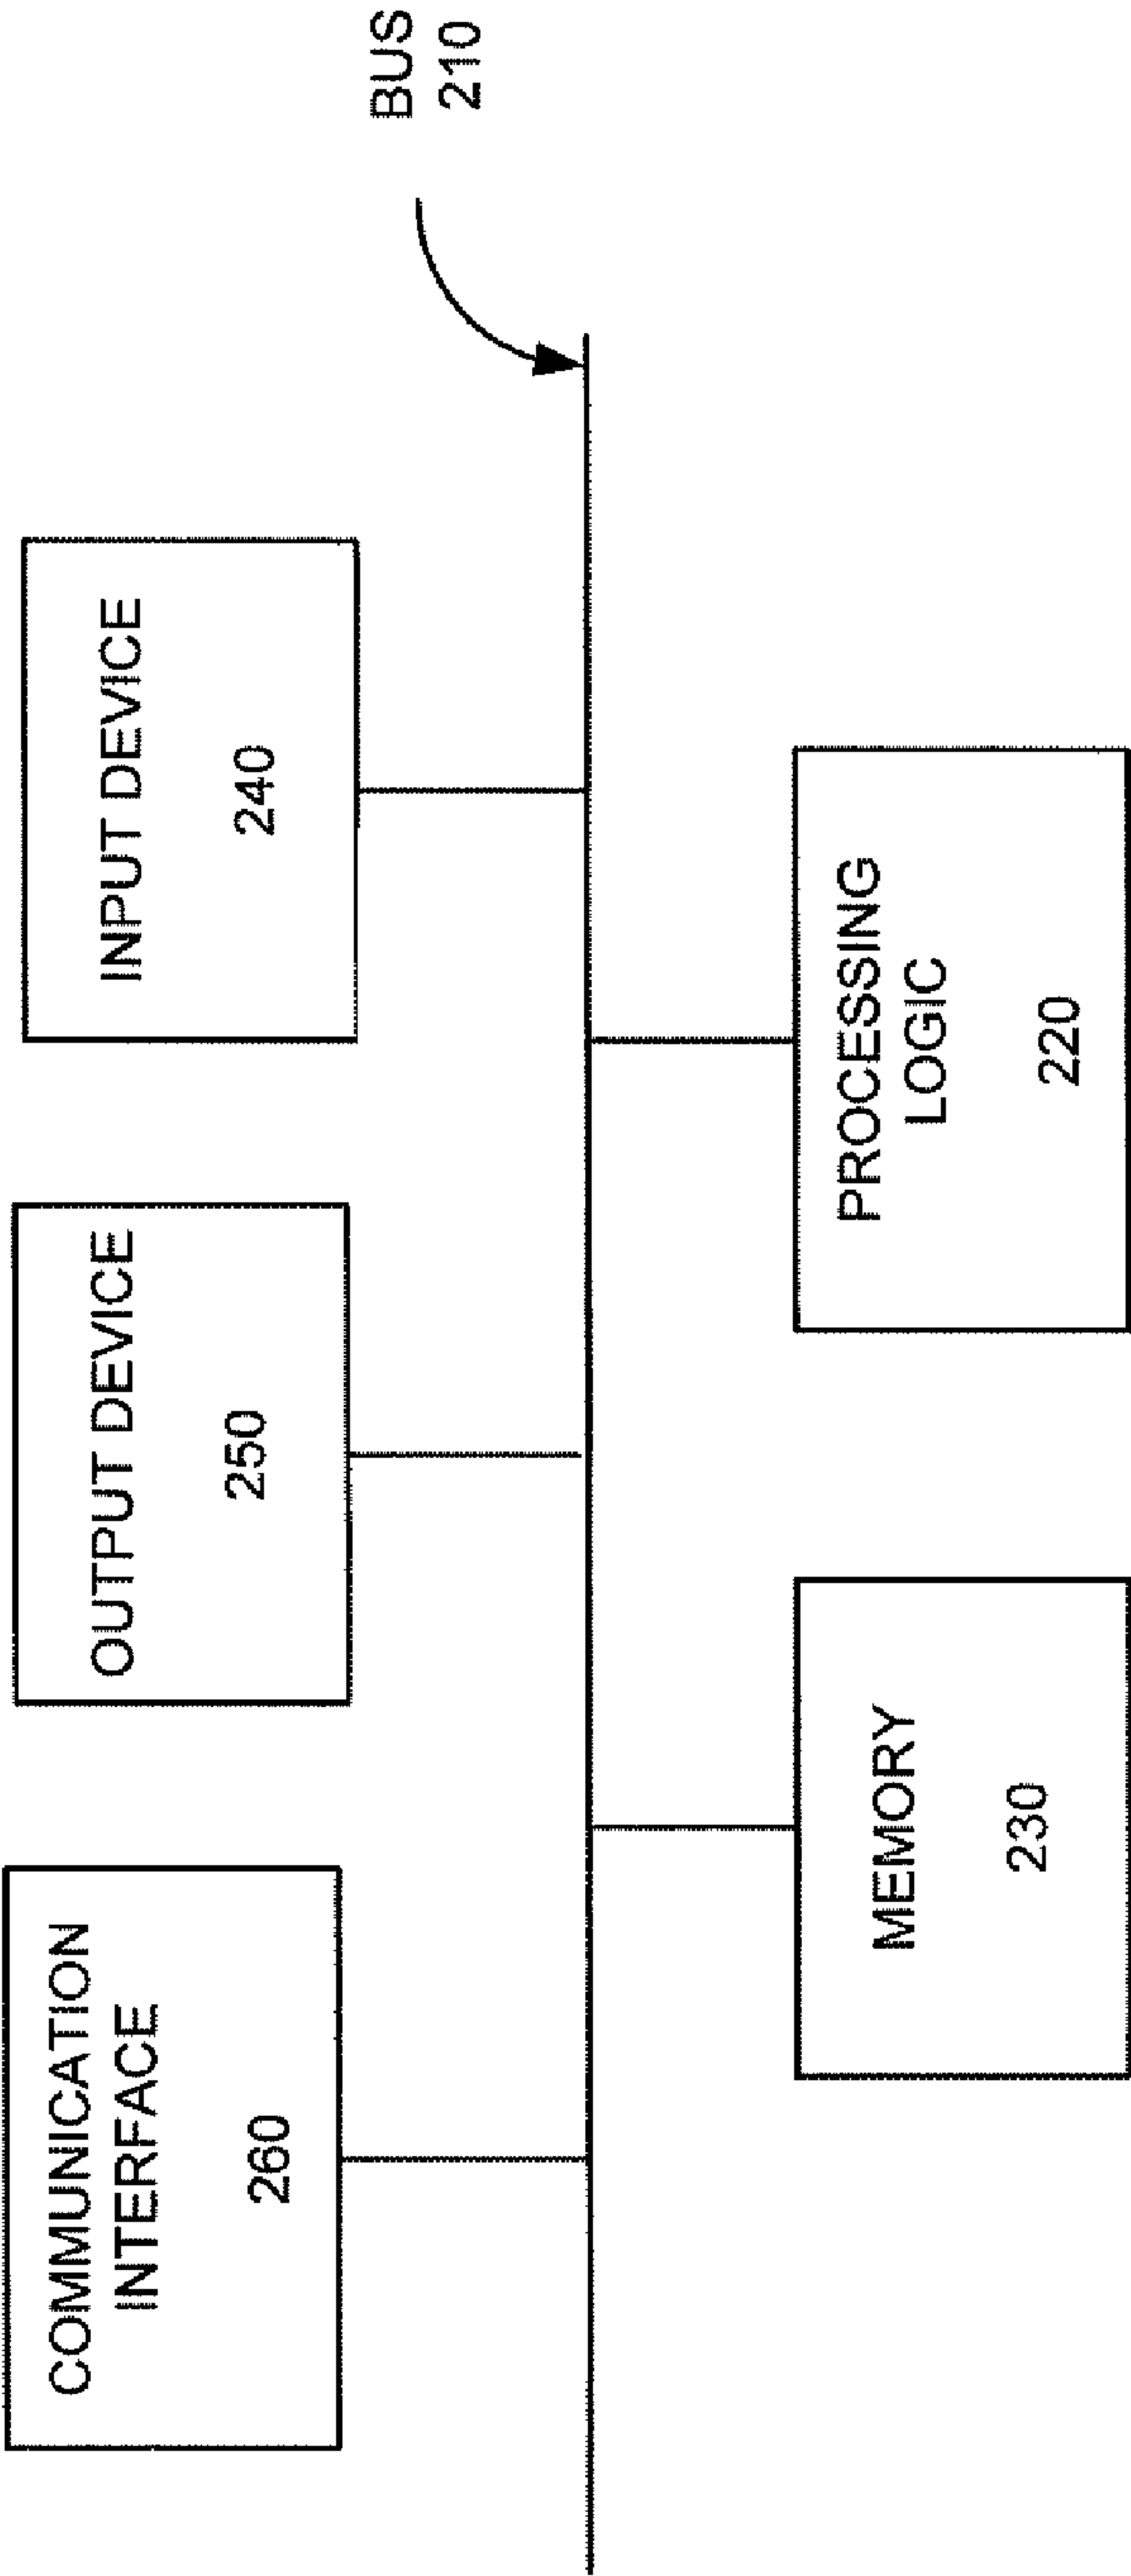 COMMUNICATION
INTERFACE
260
OUTPUT DEVICE
250
INPUT DEVICE
240
BUS
210
MEMORY
230
PROCESSING
LOGIC
220